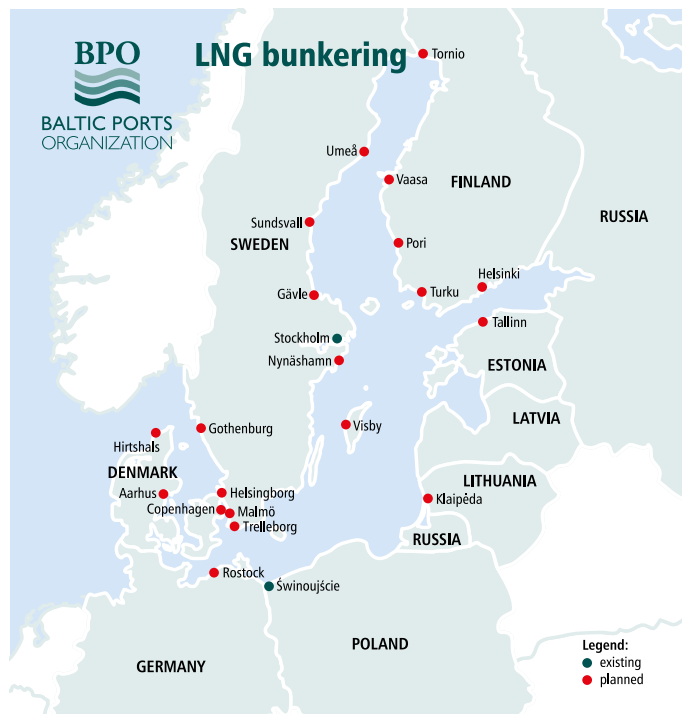 BPO
BALTIC PORTS
ORGANIZATION
LNG bunkering
Tornio
Umeå
Vaasa
FINLAND
RUSSIA
Sundsvall
SWEDEN
Pori
Helsinki
Gävle
Turku
Tallinn
Stockholm
Nynäshamn
ESTONIA
LATVIA
Visby
Gothenburg
Hirtshals
DENMARK
LITHUANIA
Aarhus
Helsingborg
Klaipėda
Copenhagen
Malmö
Trelleborg
RUSSIA
Rostock
Świnoujście
POLAND
GERMANY
Legend:
existing
planned